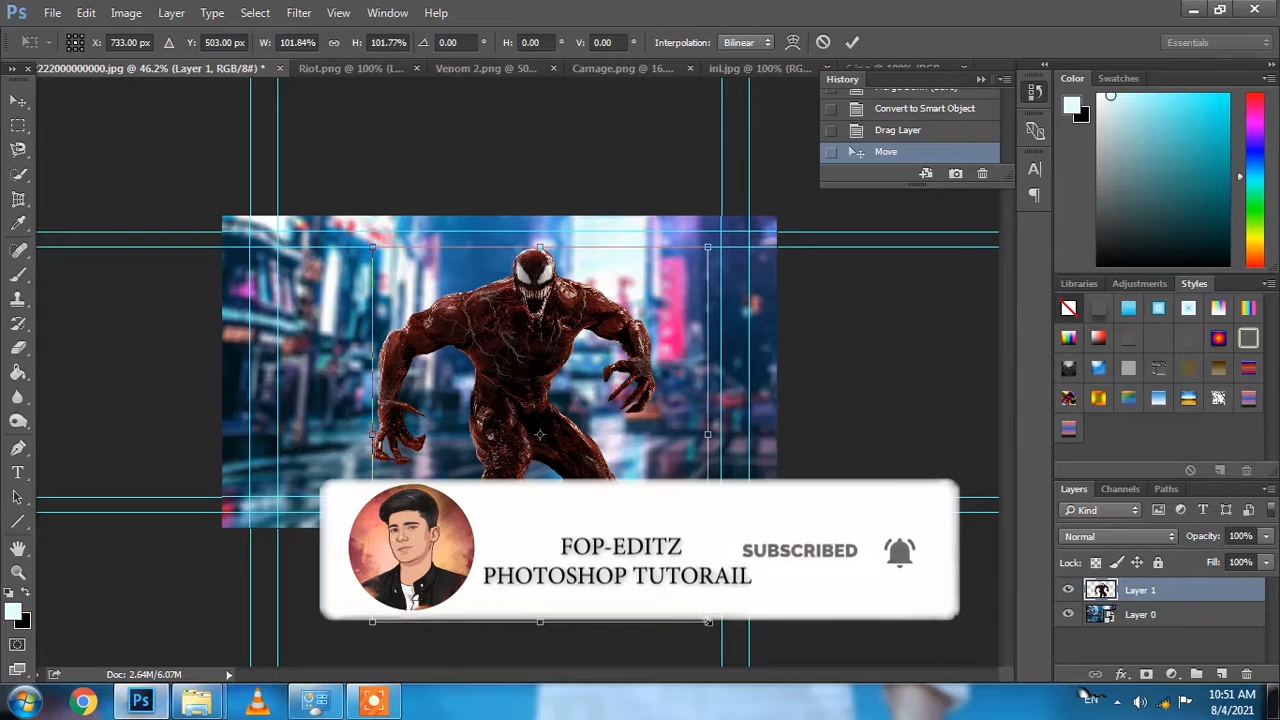 Ps File Edit Image Layer Type Select Filter View Window Help
X: 733.00 px Y: 503.00 px W: 101.84% H: 101.77% 0.00 ° H: 0.00 ° V: 0.00 ° Interpolation: Bilinear Essentials
222000000000.jpg @ 46.2% (Layer 1, RGB/8#) * × Riot.png @ 100% (L... × Venom 2.png @ 50... × Carnage.png @ 16.... × inl.jpg @ 100% (RG...
History
Convert to Smart Object
Drag Layer
Move
Color Swatches
Libraries Adjustments Styles
FOP-EDITZ
PHOTOSHOP TUTORAIL
SUBSCRIBED
Layers Channels Paths
Kind
Normal Opacity: 100%
Lock: Fill: 100%
Layer 1
Layer 0
Doc: 2.64M/6.07M
Ps
EN
10:51 AM
8/4/2021